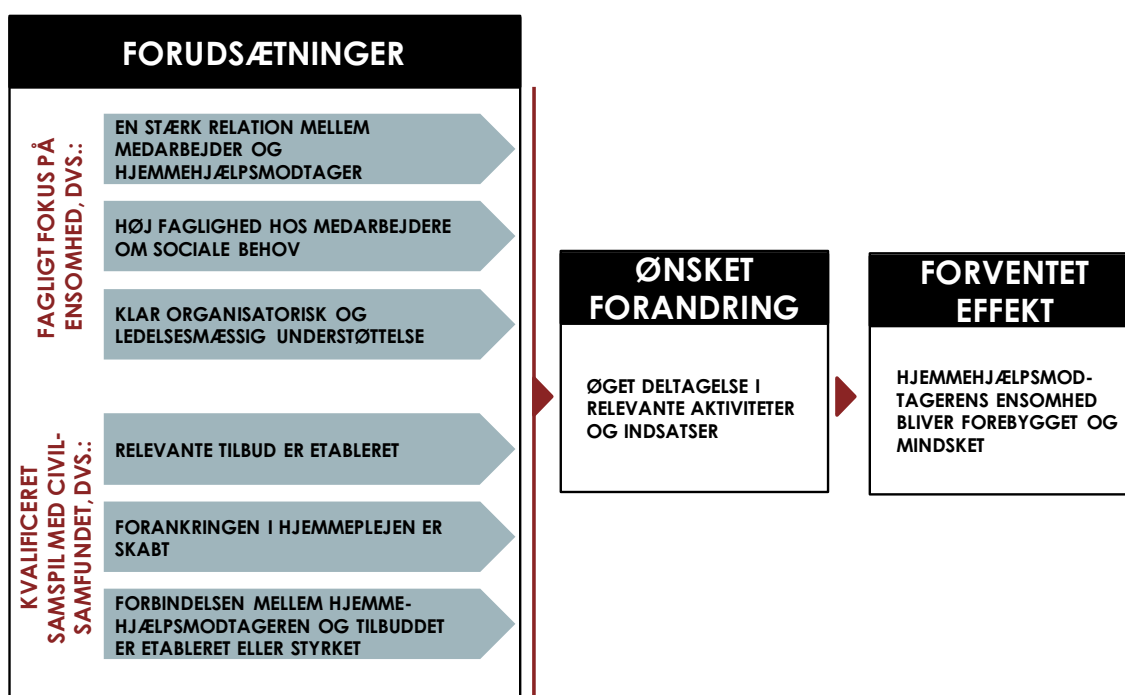 FORUDSÆTNINGER
FAGLIGT FOKUS PÅ
ENSOMHED, DVS.:
EN STÆRK RELATION MELLEM
MEDARBEJDER OG
HJEMMEHJÆLPSMODTAGER
HØJ FAGLIGHED HOS MEDARBEJDERE
OM SOCIALE BEHOV
KLAR ORGANISATORISK OG
LEDELSESMÆSSIG UNDERSTØTTELSE
KVALIFICERET
SAMSPIL MED CIVIL-
SAMFUNDET, DVS.:
RELEVANTE TILBUD ER ETABLERET
FORANKRINGEN I HJEMMEPLEJEN ER
SKABT
FORBINDELSEN MELLEM HJEMME-
HJÆLPSMODTAGEREN OG TILBUDDET
ER ETABLERET ELLER STYRKET
ØNSKET
FORANDRING
ØGET DELTAGELSE I
RELEVANTE AKTIVITETER
OG INDSATSER
FORVENTET
EFFEKT
HJEMMEHJÆLPSMOD-
TAGERENS ENSOMHED
BLIVER FOREBYGGET OG
MINDSKET